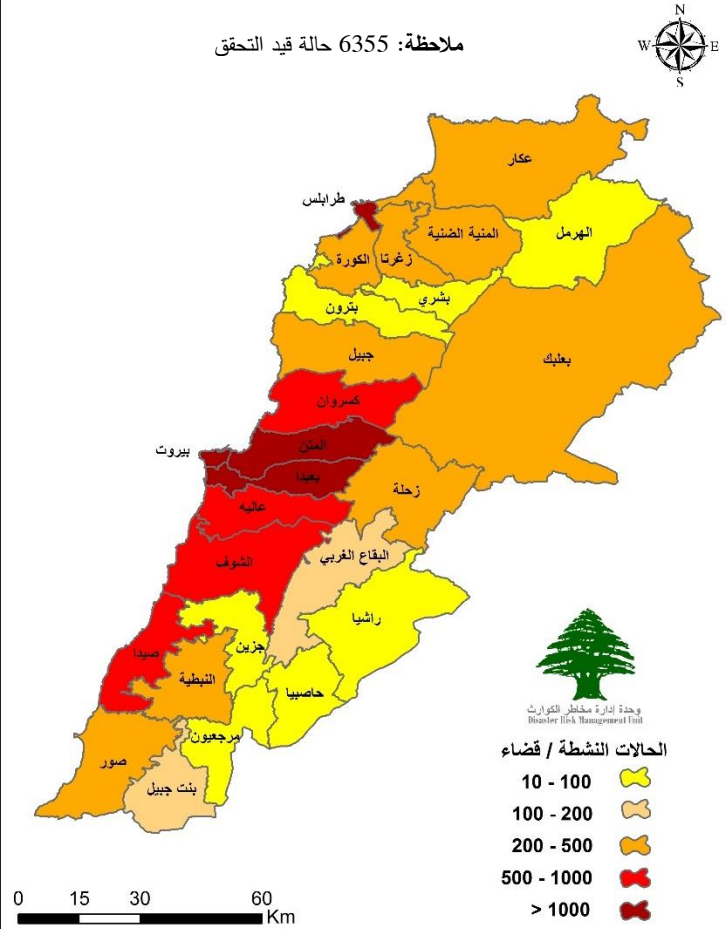 ملاحظة: 6355 حالة قيد التحقق
N
W E
S
عكار
طرابلس
الهرمل
المنية الضنية
زغرتا
الكورة
بشري
بترون
جبيل
بعلبك
كسروان
المتن
بيروت
بعبدا
زحلة
عاليه
البقاع الغربي
الشوف
راشيا
جزين
صيدا
النبطية
حاصبيا
مرجعيون
صور
بنت جبيل
وحدة إدارة مخاطر الكوارث
Disaster Risk Management Unit
الحالات النشطة / قضاء
10 - 100
100 - 200
200 - 500
500 - 1000
> 1000
0 15 30 60
Km